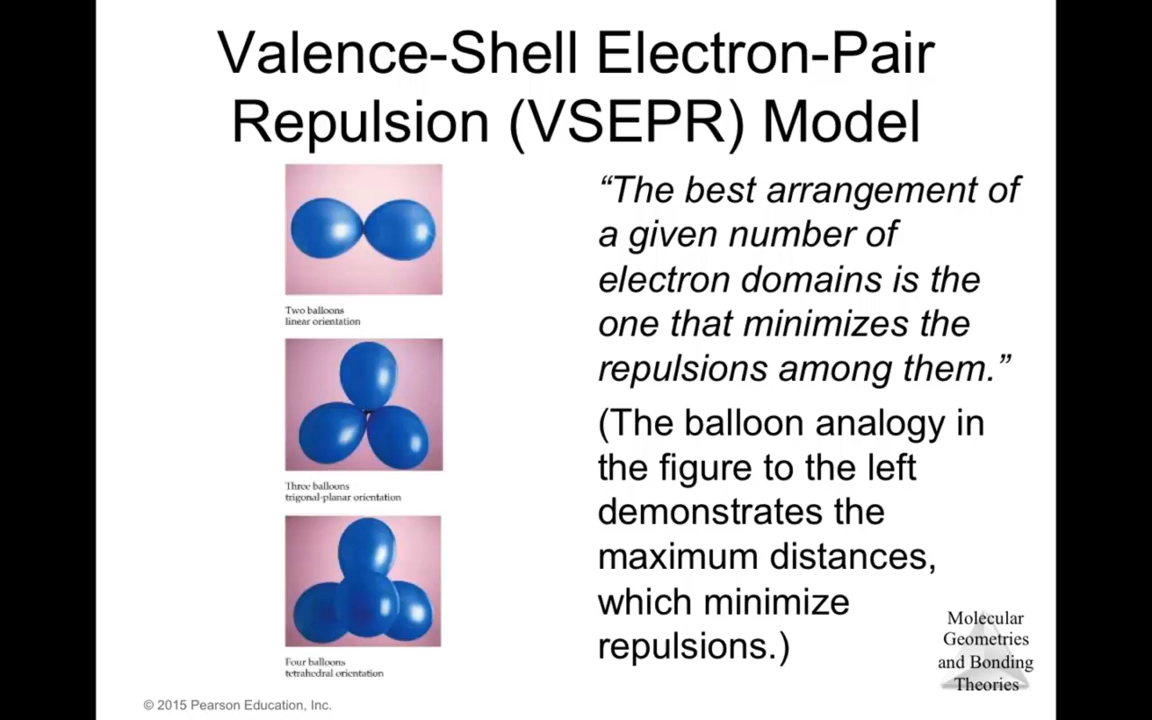 Valence-Shell Electron-Pair
Repulsion (VSEPR) Model
Two balloons
linear orientation
Three balloons
trigonal-planar orientation
Four balloons
tetrahedral orientation
“The best arrangement of
a given number of
electron domains is the
one that minimizes the
repulsions among them.”
(The balloon analogy in
the figure to the left
demonstrates the
maximum distances,
which minimize
repulsions.)
Molecular
Geometries
and Bonding
Theories
© 2015 Pearson Education, Inc.